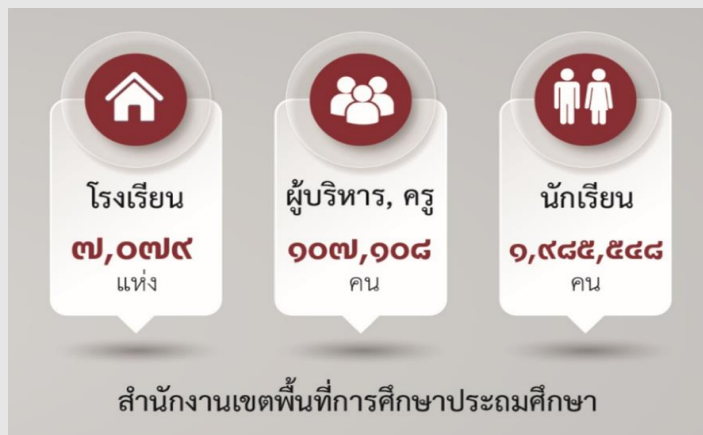 โรงเรียน
๗,๐๗๙
แห่ง
ผู้บริหาร, ครู
๑๐๗,๑๐๘
คน
นักเรียน
๑,๙๘๕,๕๔๘
คน
สำนักงานเขตพื้นที่การศึกษาประถมศึกษา